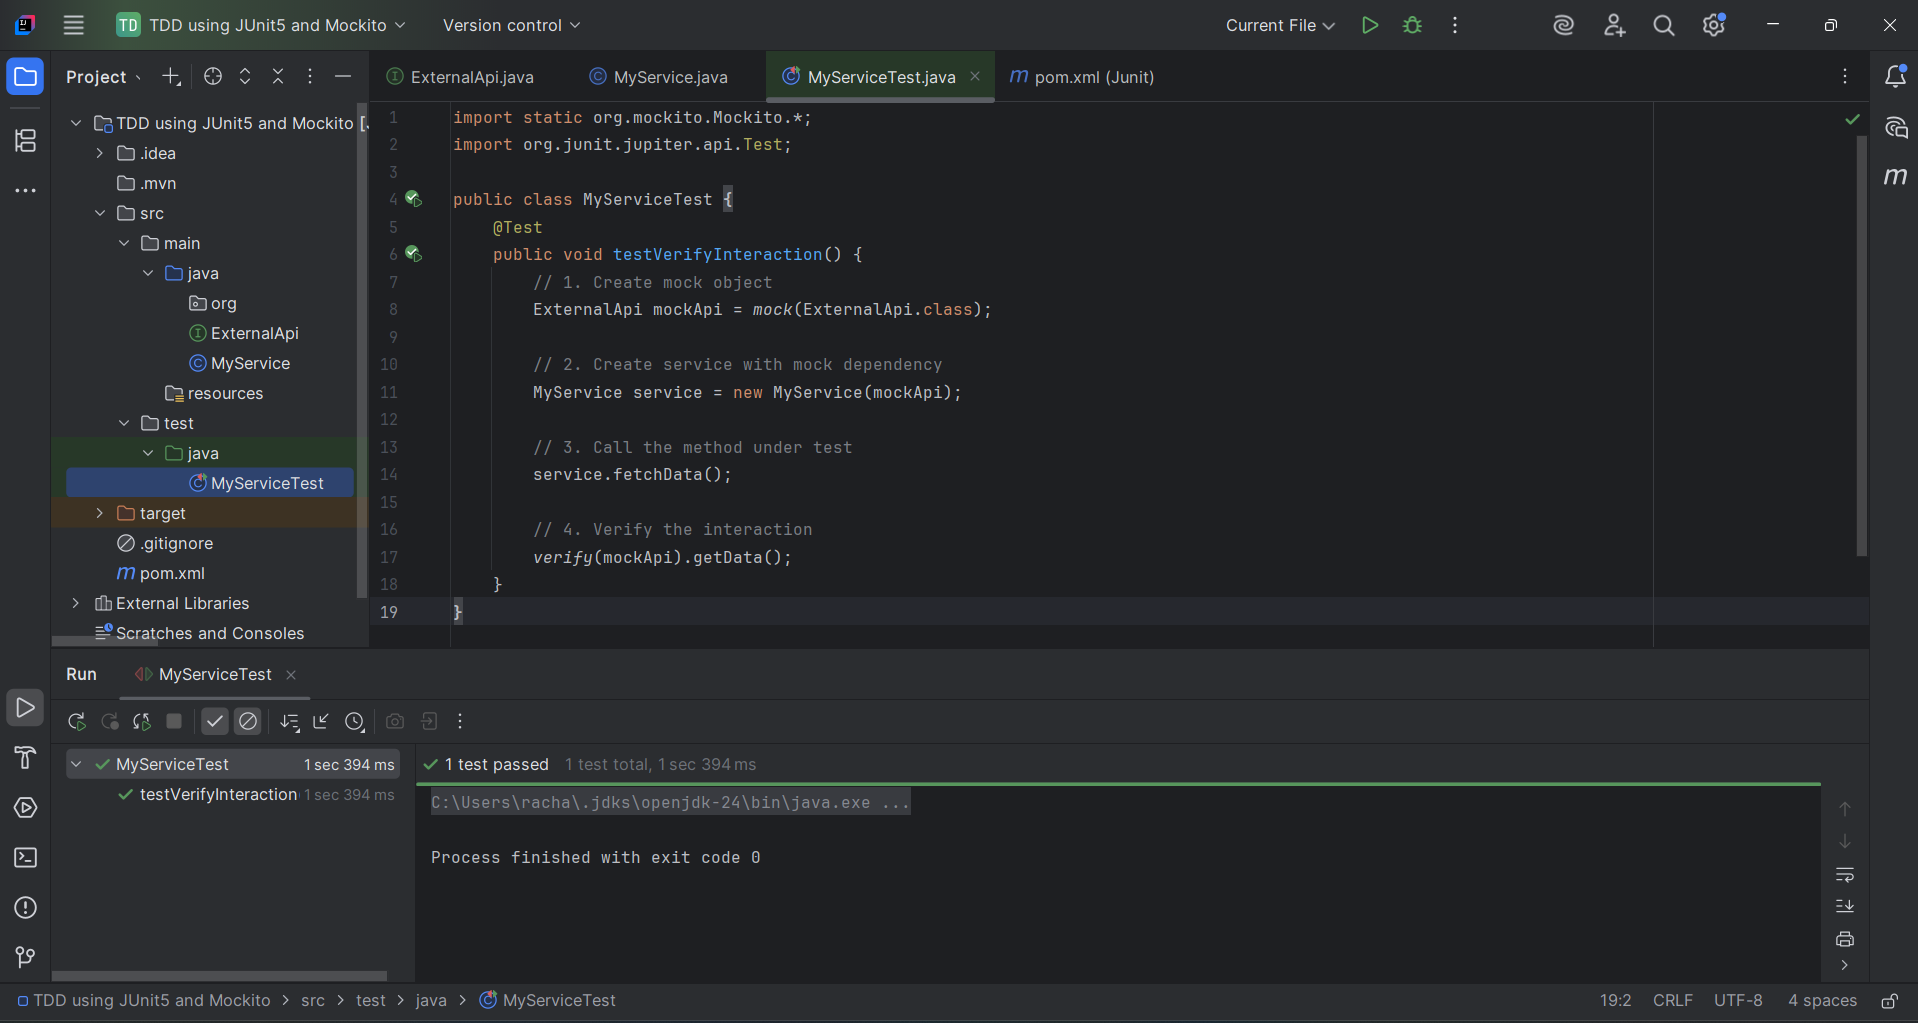 TD TDD using JUnit5 and Mockito Version control Current File
Project
ExternalApi.java MyService.java MyServiceTest.java pom.xml (Junit)
TDD using JUnit5 and Mockito
.idea
.mvn
src
main
java
org
ExternalApi
MyService
resources
test
java
MyServiceTest
target
.gitignore
pom.xml
External Libraries
Scratches and Consoles
1 import static org.mockito.Mockito.*;
2 import org.junit.jupiter.api.Test;
3
4 public class MyServiceTest {
5 @Test
6 public void testVerifyInteraction() {
7 // 1. Create mock object
8 ExternalApi mockApi = mock(ExternalApi.class);
9
10 // 2. Create service with mock dependency
11 MyService service = new MyService(mockApi);
12
13 // 3. Call the method under test
14 service.fetchData();
15
16 // 4. Verify the interaction
17 verify(mockApi).getData();
18 }
19 }
Run MyServiceTest
MyServiceTest 1 sec 394 ms
testVerifyInteraction 1 sec 394 ms
1 test passed 1 test total, 1 sec 394 ms
C:\Users\racha\.jdks\openjdk-24\bin\java.exe ...
Process finished with exit code 0
TDD using JUnit5 and Mockito > src > test > java > MyServiceTest
19:2 CRLF UTF-8 4 spaces